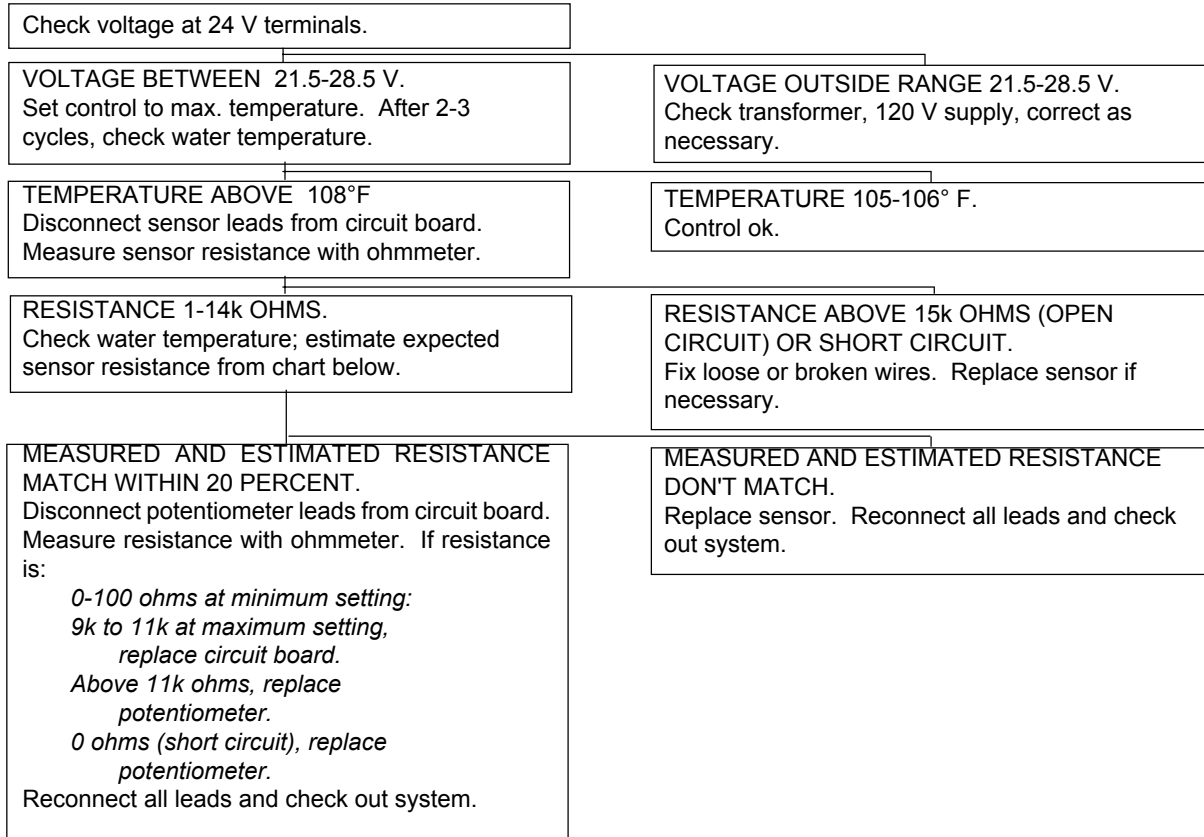 Check voltage at 24 V terminals.
VOLTAGE BETWEEN 21.5-28.5 V.
Set control to max. temperature. After 2-3
cycles, check water temperature.
VOLTAGE OUTSIDE RANGE 21.5-28.5 V.
Check transformer, 120 V supply, correct as
necessary.
TEMPERATURE ABOVE 108°F
Disconnect sensor leads from circuit board.
Measure sensor resistance with ohmmeter.
TEMPERATURE 105-106° F.
Control ok.
RESISTANCE 1-14k OHMS.
Check water temperature; estimate expected
sensor resistance from chart below.
RESISTANCE ABOVE 15k OHMS (OPEN
CIRCUIT) OR SHORT CIRCUIT.
Fix loose or broken wires. Replace sensor if
necessary.
MEASURED AND ESTIMATED RESISTANCE
MATCH WITHIN 20 PERCENT.
Disconnect potentiometer leads from circuit board.
Measure resistance with ohmmeter. If resistance
is:
0-100 ohms at minimum setting:
9k to 11k at maximum setting,
replace circuit board.
Above 11k ohms, replace
potentiometer.
0 ohms (short circuit), replace
potentiometer.
Reconnect all leads and check out system.
MEASURED AND ESTIMATED RESISTANCE
DON'T MATCH.
Replace sensor. Reconnect all leads and check
out system.